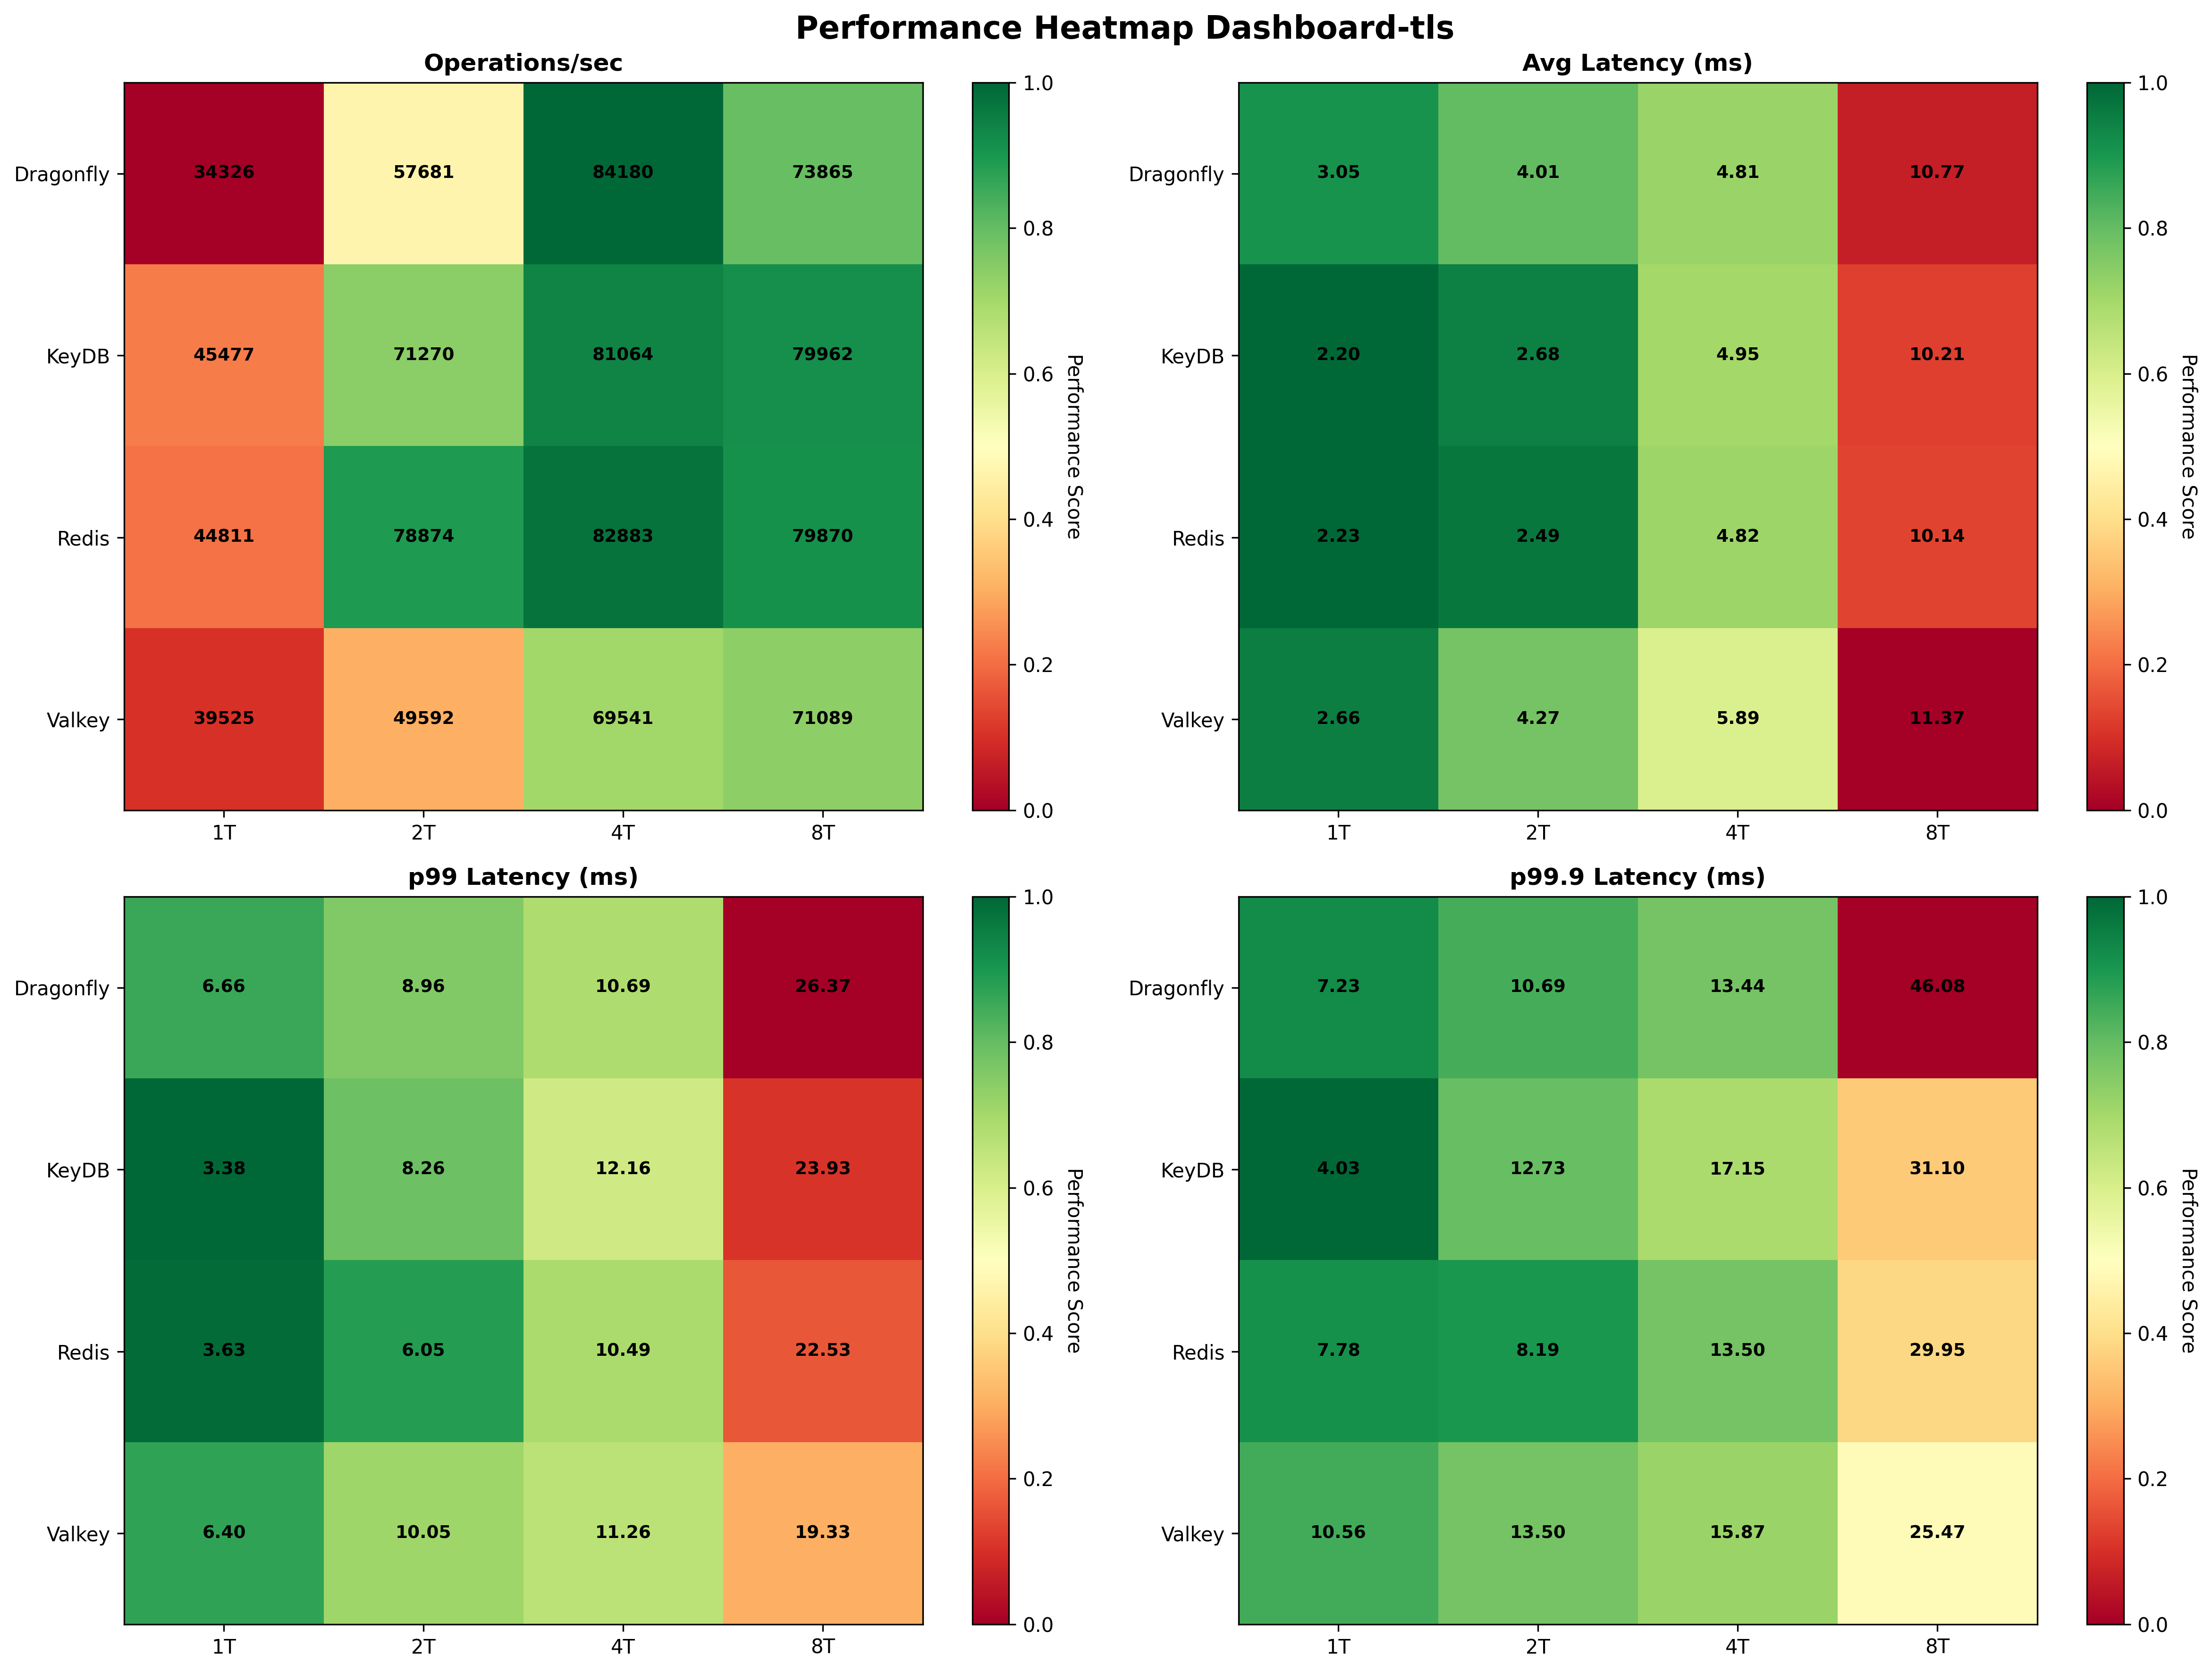 Performance Heatmap Dashboard-tls
Operations/sec
Dragonfly 34326 57681 84180 73865
KeyDB 45477 71270 81064 79962
Redis 44811 78874 82883 79870
Valkey 39525 49592 69541 71089
1T 2T 4T 8T
1.0
0.8
0.6
0.4
0.2
0.0
Performance Score
Avg Latency (ms)
Dragonfly 3.05 4.01 4.81 10.77
KeyDB 2.20 2.68 4.95 10.21
Redis 2.23 2.49 4.82 10.14
Valkey 2.66 4.27 5.89 11.37
1T 2T 4T 8T
1.0
0.8
0.6
0.4
0.2
0.0
Performance Score
p99 Latency (ms)
Dragonfly 6.66 8.96 10.69 26.37
KeyDB 3.38 8.26 12.16 23.93
Redis 3.63 6.05 10.49 22.53
Valkey 6.40 10.05 11.26 19.33
1T 2T 4T 8T
1.0
0.8
0.6
0.4
0.2
0.0
Performance Score
p99.9 Latency (ms)
Dragonfly 7.23 10.69 13.44 46.08
KeyDB 4.03 12.73 17.15 31.10
Redis 7.78 8.19 13.50 29.95
Valkey 10.56 13.50 15.87 25.47
1T 2T 4T 8T
1.0
0.8
0.6
0.4
0.2
0.0
Performance Score